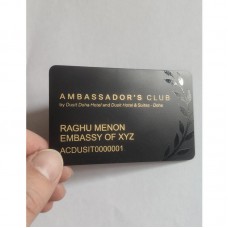 AMBASSADOR'S CLUB
by Dusit Doha Hotel and Dusit Hotel & Suites - Doha
RAGHU MENON
EMBASSY OF XYZ
ACDUSIT0000001